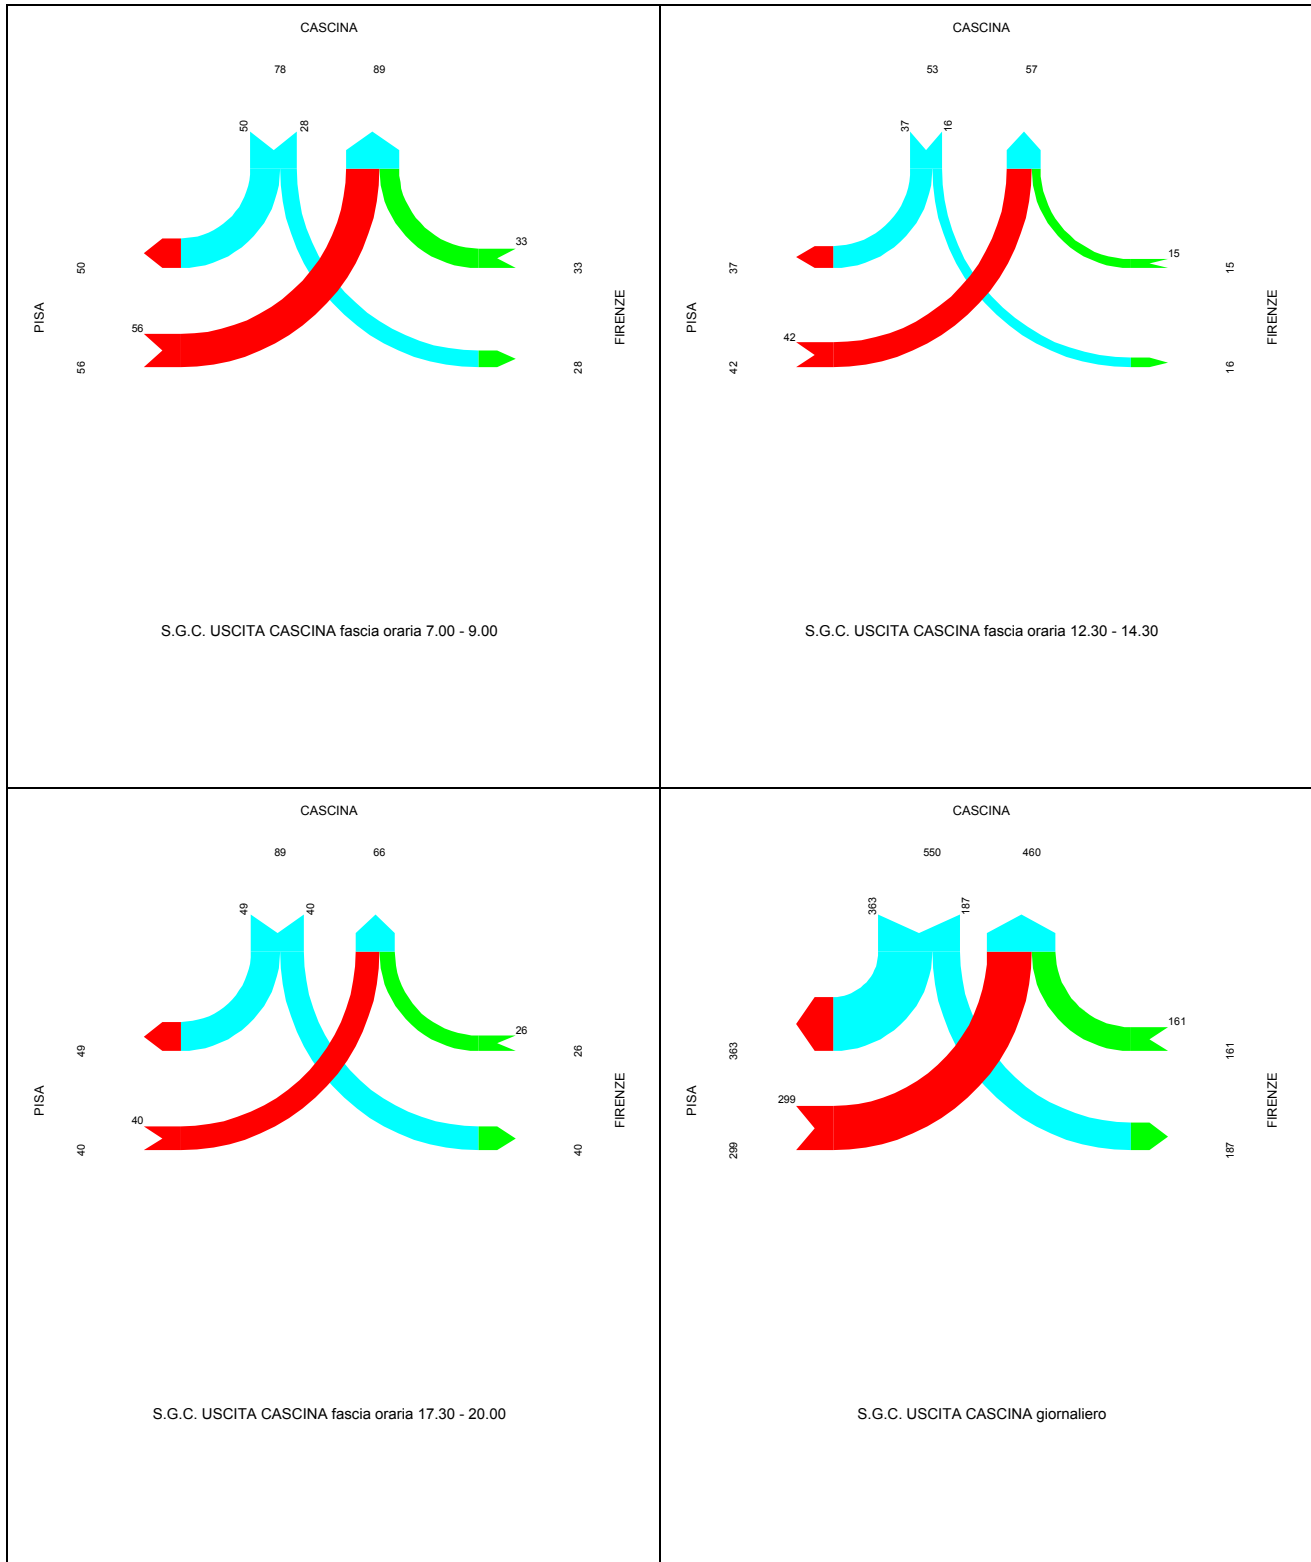 CASCINA
78 89
50 28
33
50 33
PISA FIRENZE
56
56 28
S.G.C. USCITA CASCINA fascia oraria 7.00 - 9.00
CASCINA
53 57
37 16
15
37 15
PISA FIRENZE
42
42 16
S.G.C. USCITA CASCINA fascia oraria 12.30 - 14.30
CASCINA
89 66
49 40
26
49 26
PISA FIRENZE
40
40 40
S.G.C. USCITA CASCINA fascia oraria 17.30 - 20.00
CASCINA
550 460
363 187
161
363 161
PISA FIRENZE
299
299 187
S.G.C. USCITA CASCINA giornaliero